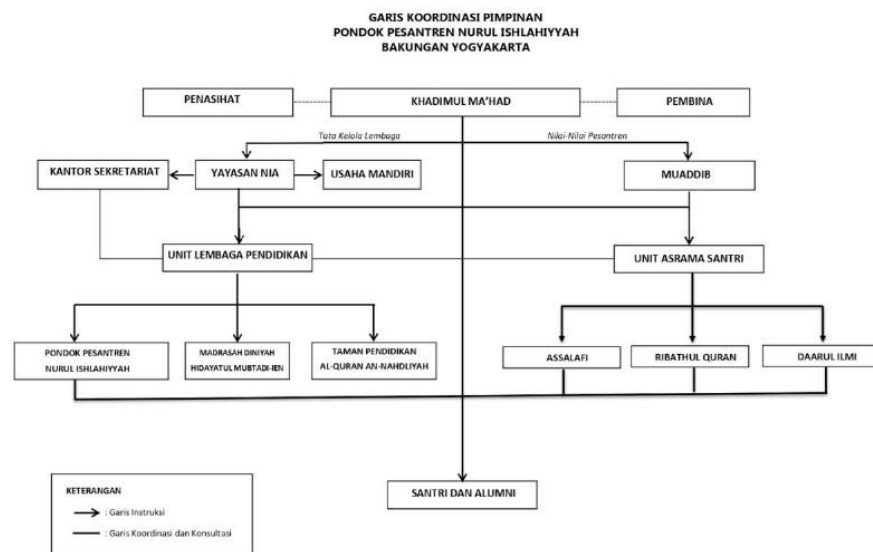 GARIS KOORDINASI PIMPINAN
PONDOK PESANTREN NURUL ISHLAHIYYAH
BAKUNGAN YOGYAKARTA
PENASIHAT
KHADIMUL MA'HAD
PEMBINA
Tata Kelola Lembaga
Nilai-Nilai Pesantren
KANTOR SEKRETARIAT
YAYASAN NIA
USAHA MANDIRI
MUADDIB
UNIT LEMBAGA PENDIDIKAN
UNIT ASRAMA SANTRI
PONDOK PESANTREN
NURUL ISHLAHIYYAH
MADRASAH DINIYAH
HIDAYATUL MUBTADI-IEN
TAMAN PENDIDIKAN
AL-QURAN AN-NAHDLIYAH
ASSALAFI
RIBATHUL QURAN
DAARUL ILMI
SANTRI DAN ALUMNI
KETERANGAN
: Garis Instruksi
: Garis Koordinasi dan Konsultasi